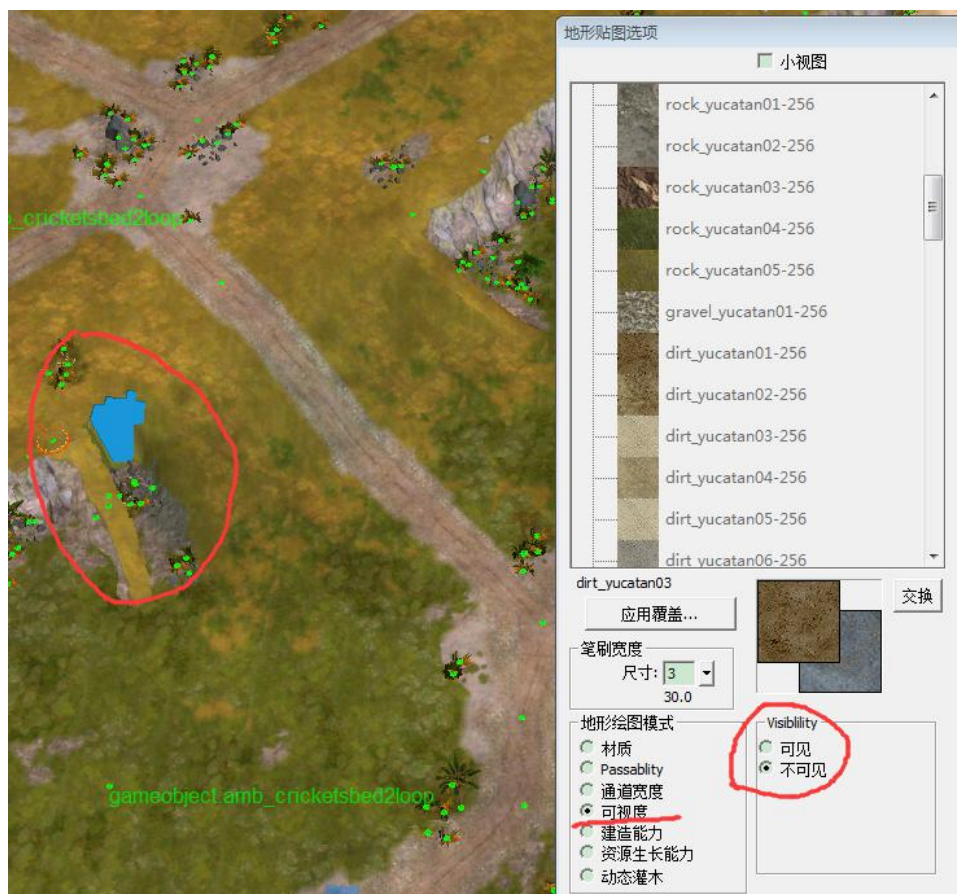 地形贴图选项
小视图
rock_yucatan01-256
rock_yucatan02-256
rock_yucatan03-256
rock_yucatan04-256
rock_yucatan05-256
gravel_yucatan01-256
dirt_yucatan01-256
dirt_yucatan02-256
dirt_yucatan03-256
dirt_yucatan04-256
dirt_yucatan05-256
dirt_yucatan06-256
dirt_yucatan03
应用覆盖...
交换
笔刷宽度
尺寸: 3
30.0
地形绘图模式
材质
Passablity
通道宽度
可视度
建造能力
资源生长能力
动态灌木
Visiblility
可见
不可见
b_cricketsbed2loop
gameobject.amb_cricketsbed2loop